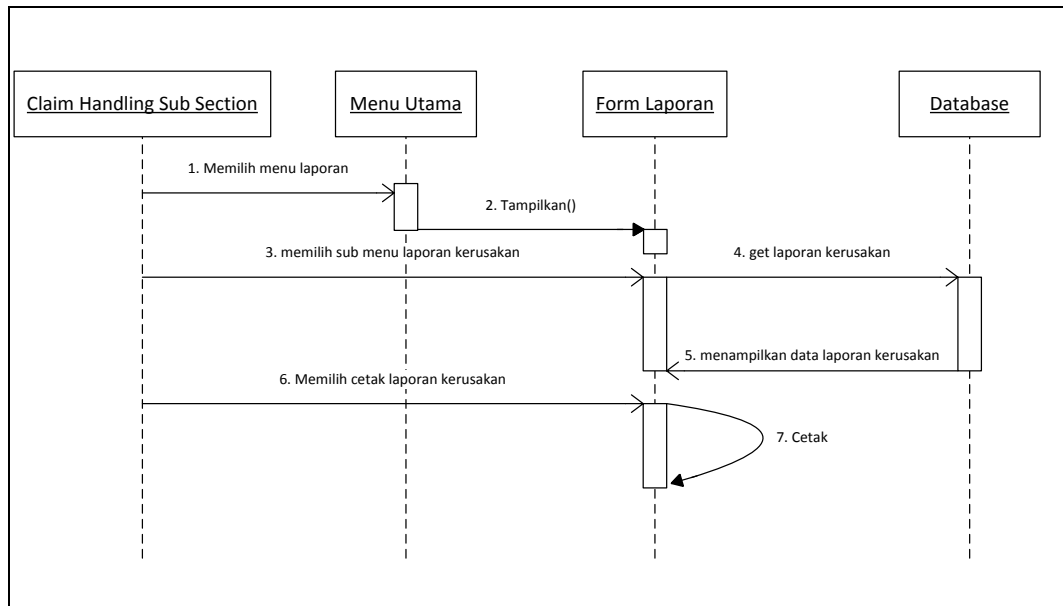 Claim Handling Sub Section
Menu Utama
Form Laporan
Database
1. Memilih menu laporan
2. Tampilkan()
3. memilih sub menu laporan kerusakan
4. get laporan kerusakan
5. menampilkan data laporan kerusakan
6. Memilih cetak laporan kerusakan
7. Cetak